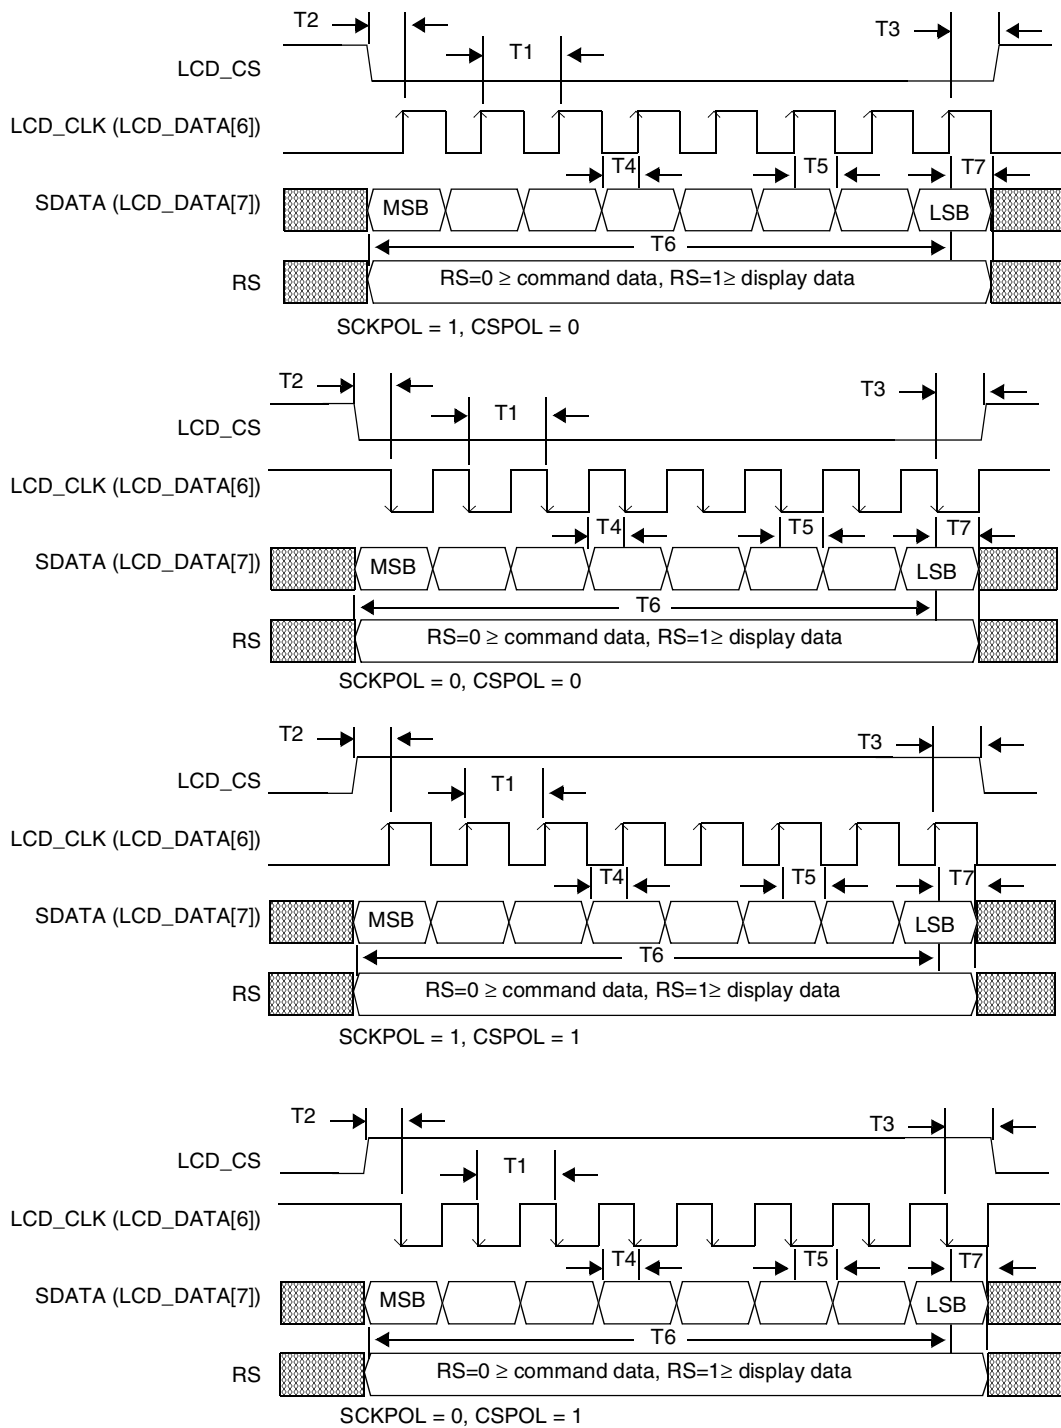 T2
T3
T1
LCD_CS
LCD_CLK (LCD_DATA[6])
T4
T5
T7
SDATA (LCD_DATA[7])
MSB
LSB
T6
RS
RS=0 ≥ command data, RS=1≥ display data
SCKPOL = 1, CSPOL = 0
T2
T3
T1
LCD_CS
LCD_CLK (LCD_DATA[6])
T4
T5
T7
SDATA (LCD_DATA[7])
MSB
LSB
T6
RS
RS=0 ≥ command data, RS=1≥ display data
SCKPOL = 0, CSPOL = 0
T2
T3
T1
LCD_CS
LCD_CLK (LCD_DATA[6])
T4
T5
T7
SDATA (LCD_DATA[7])
MSB
LSB
T6
RS
RS=0 ≥ command data, RS=1≥ display data
SCKPOL = 1, CSPOL = 1
T2
T3
T1
LCD_CS
LCD_CLK (LCD_DATA[6])
T4
T5
T7
SDATA (LCD_DATA[7])
MSB
LSB
T6
RS
RS=0 ≥ command data, RS=1≥ display data
SCKPOL = 0, CSPOL = 1